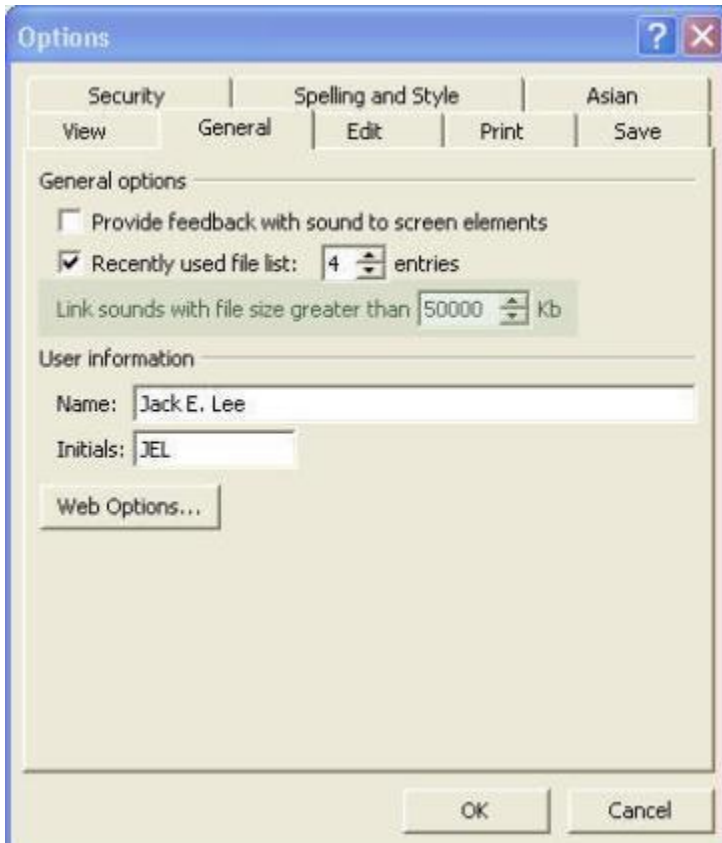 Options
Security Spelling and Style Asian
View General Edit Print Save
General options
Provide feedback with sound to screen elements
Recently used file list: 4 entries
Link sounds with file size greater than 50000 Kb
User information
Name: Jack E. Lee
Initials: JEL
Web Options...
OK Cancel